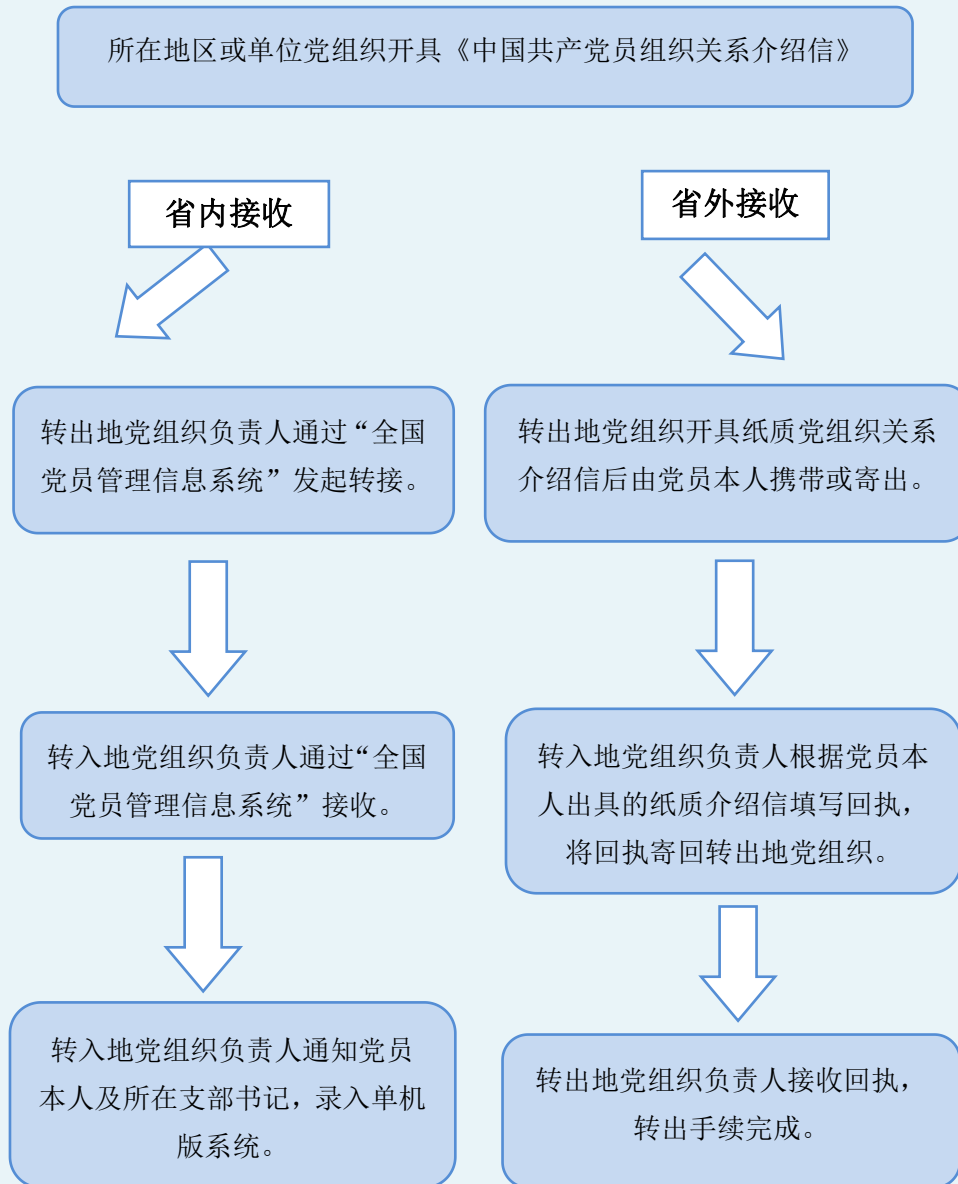 所在地区或单位党组织开具《中国共产党员组织关系介绍信》
省内接收
省外接收
转出地党组织负责人通过“全国
党员管理信息系统”发起转接。
转出地党组织开具纸质党组织关系
介绍信后由党员本人携带或寄出。
转入地党组织负责人通过“全国
党员管理信息系统”接收。
转入地党组织负责人根据党员本
人出具的纸质介绍信填写回执，
将回执寄回转出地党组织。
转入地党组织负责人通知党员
本人及所在支部书记，录入单机
版系统。
转出地党组织负责人接收回执，
转出手续完成。